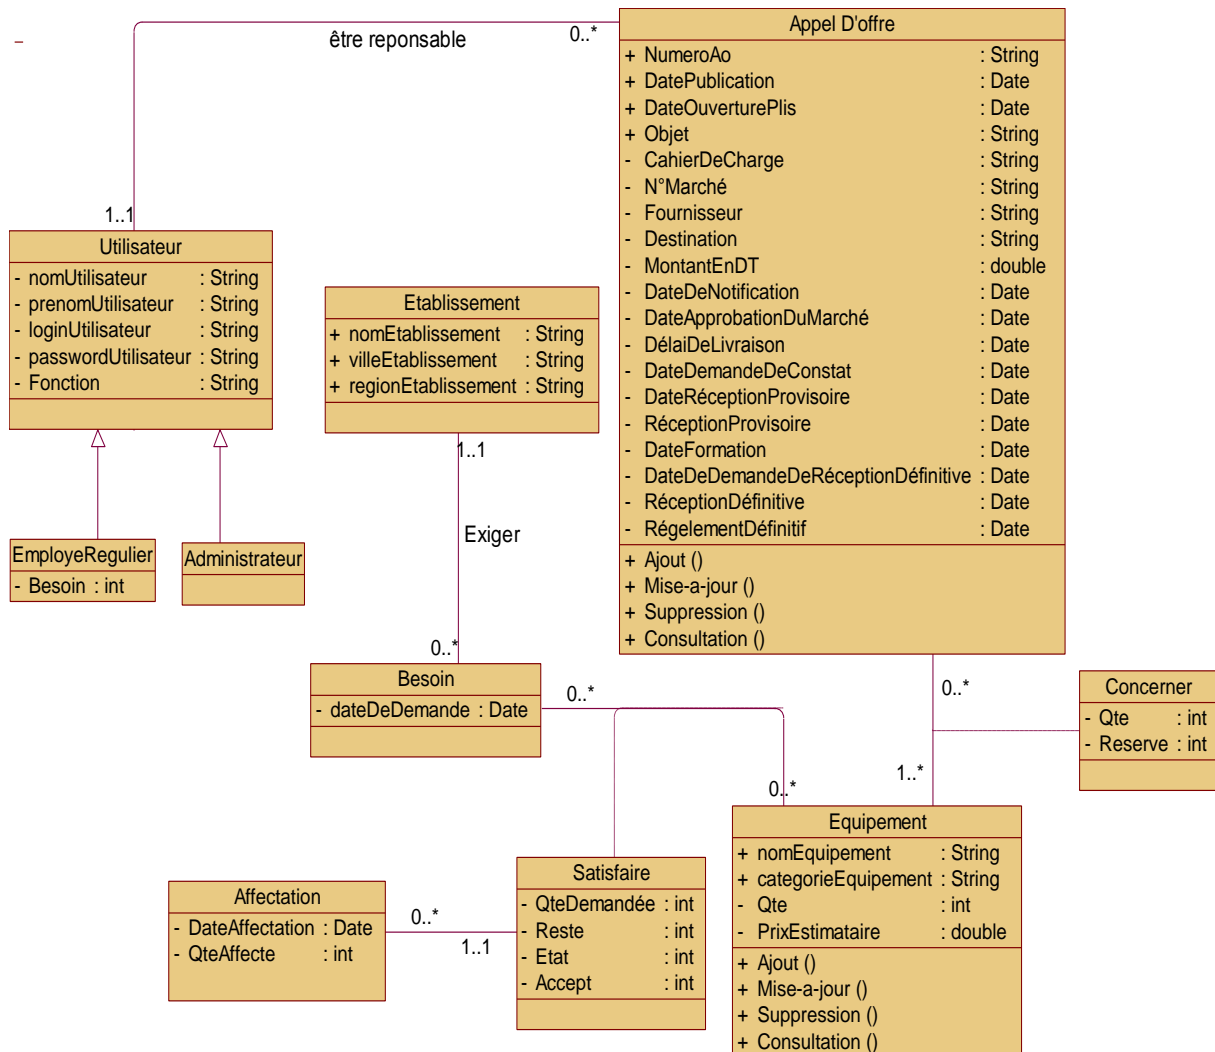 être reponsable
0..*
1..1
Appel D'offre
+ NumeroAo : String
+ DatePublication : Date
+ DateOuverturePlis : Date
+ Objet : String
- CahierDeCharge : String
- N°Marché : String
- Fournisseur : String
- Destination : String
- MontantEnDT : double
- DateDeNotification : Date
- DateApprobationDuMarché : Date
- DélaiDeLivraison : Date
- DateDemandeDeConstat : Date
- DateRéceptionProvisoire : Date
- RéceptionProvisoire : Date
- DateFormation : Date
- DateDeDemandeDeRéceptionDéfinitive : Date
- RéceptionDéfinitive : Date
- RégelementDéfinitif : Date
+ Ajout ()
+ Mise-a-jour ()
+ Suppression ()
+ Consultation ()
Utilisateur
- nomUtilisateur : String
- prenomUtilisateur : String
- loginUtilisateur : String
- passwordUtilisateur : String
- Fonction : String
Etablissement
+ nomEtablissement : String
+ villeEtablissement : String
+ regionEtablissement : String
1..1
Exiger
0..*
EmployeRegulier
- Besoin : int
Administrateur
Besoin
- dateDeDemande : Date
0..*
0..*
0..*
1..*
Concerner
- Qte : int
- Reserve : int
Equipement
+ nomEquipement : String
+ categorieEquipement : String
- Qte : int
- PrixEstimataire : double
+ Ajout ()
+ Mise-a-jour ()
+ Suppression ()
+ Consultation ()
Satisfaire
- QteDemandée : int
- Reste : int
- Etat : int
- Accept : int
Affectation
- DateAffectation : Date
- QteAffecte : int
0..*
1..1